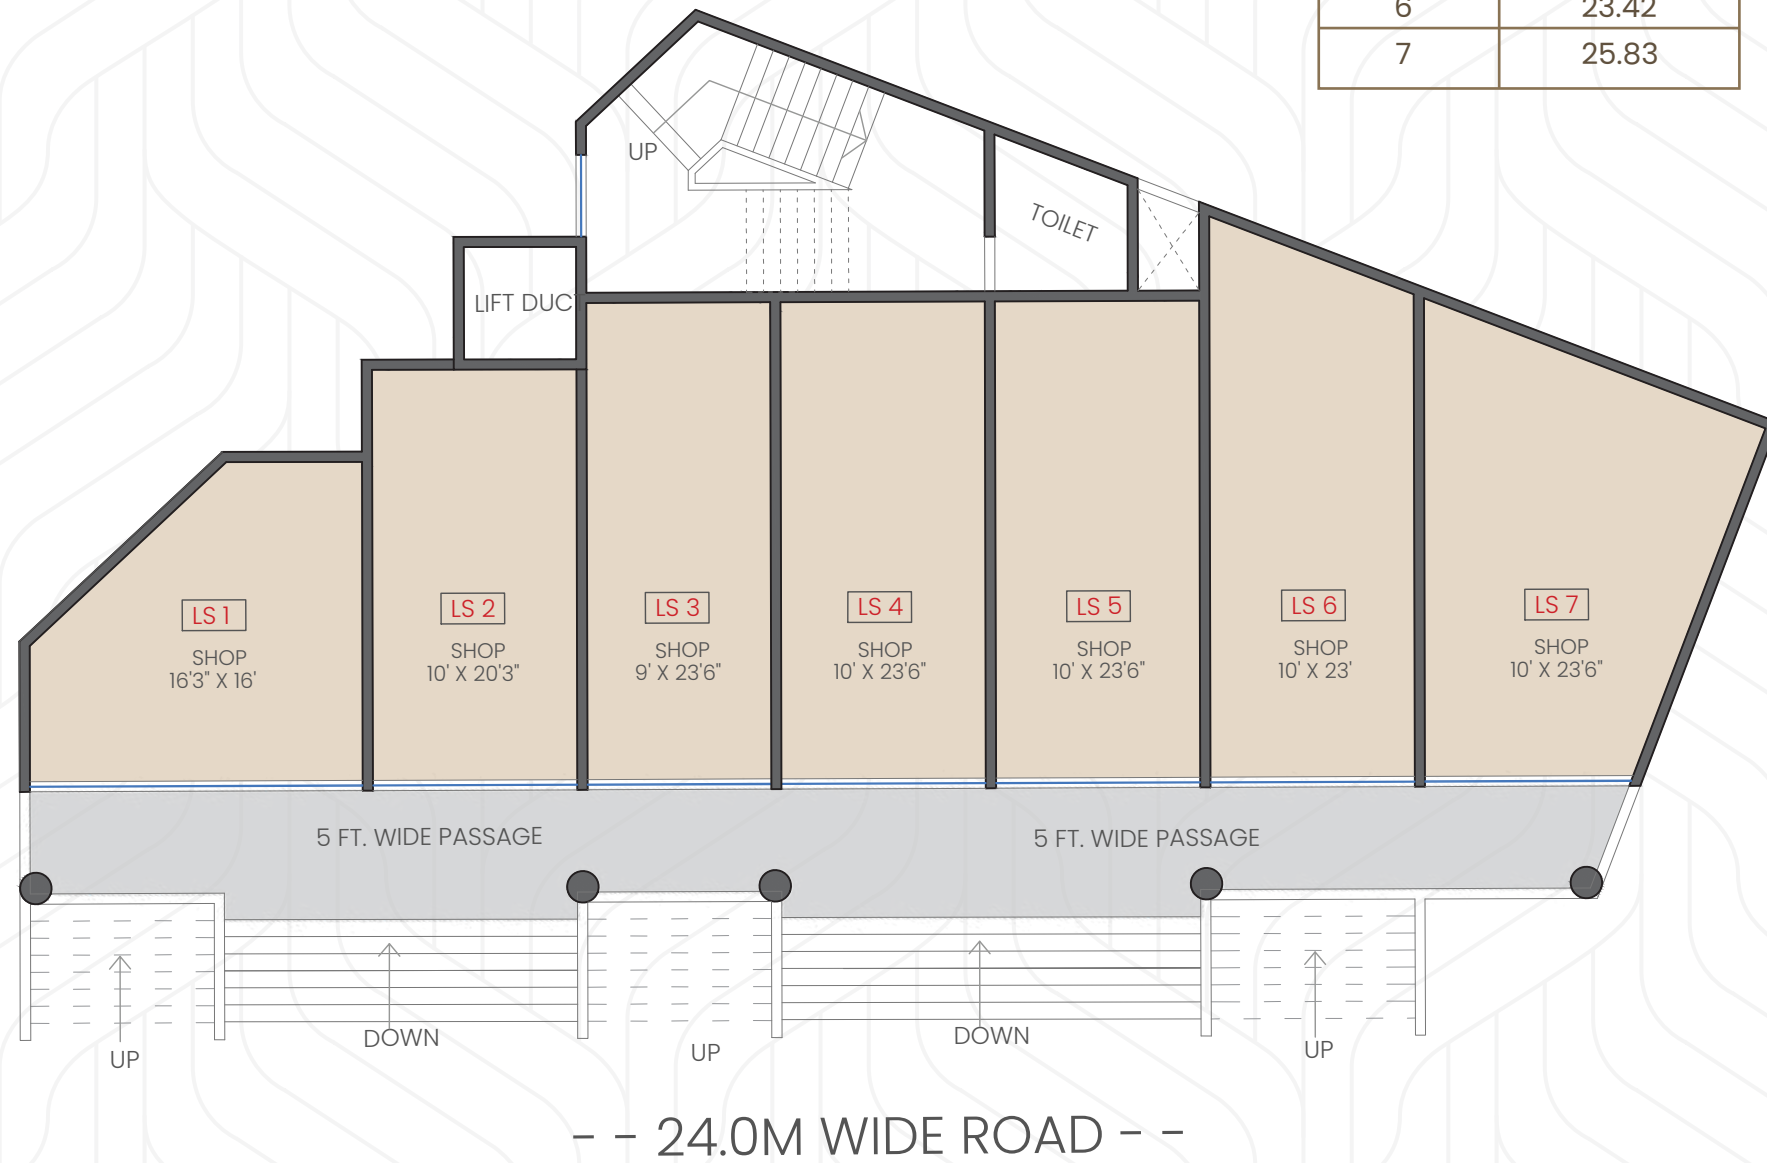 6 23.42
7 25.83
UP
TOILET
LIFT DUC
LS 1
SHOP
16'3" X 16'
LS 2
SHOP
10' X 20'3"
LS 3
SHOP
9' X 23'6"
LS 4
SHOP
10' X 23'6"
LS 5
SHOP
10' X 23'6"
LS 6
SHOP
10' X 23'
LS 7
SHOP
10' X 23'6"
5 FT. WIDE PASSAGE
5 FT. WIDE PASSAGE
UP
DOWN
UP
DOWN
UP
- - 24.0M WIDE ROAD - -